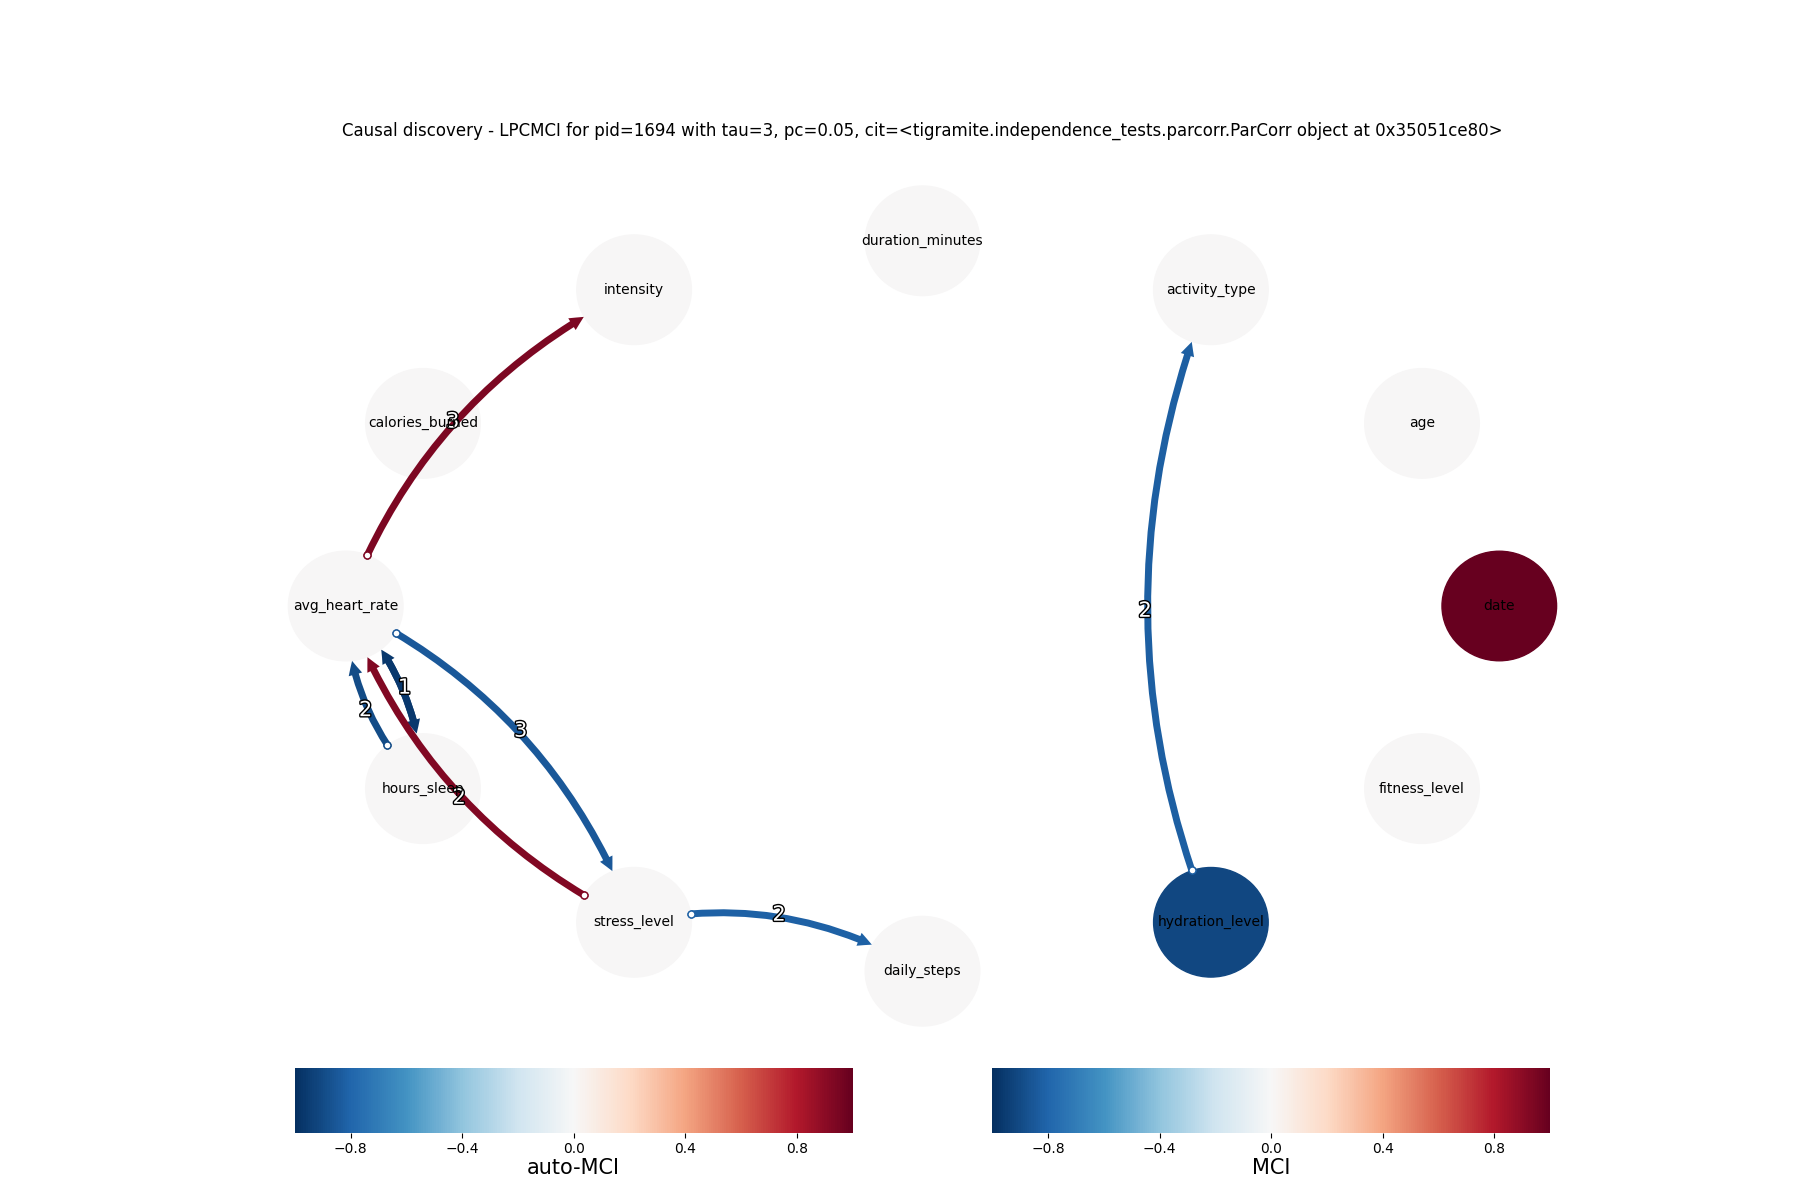 Causal discovery - LPCMCI for pid=1694 with tau=3, pc=0.05, cit=<tigramite.independence_tests.parcorr.ParCorr object at 0x35051ce80>
duration_minutes
intensity
activity_type
3
calories_burned
age
avg_heart_rate
date
2
1
2
3
hours_sleep
2
fitness_level
stress_level
2
hydration_level
daily_steps
−0.8 −0.4 0.0 0.4 0.8
auto-MCI
−0.8 −0.4 0.0 0.4 0.8
MCI